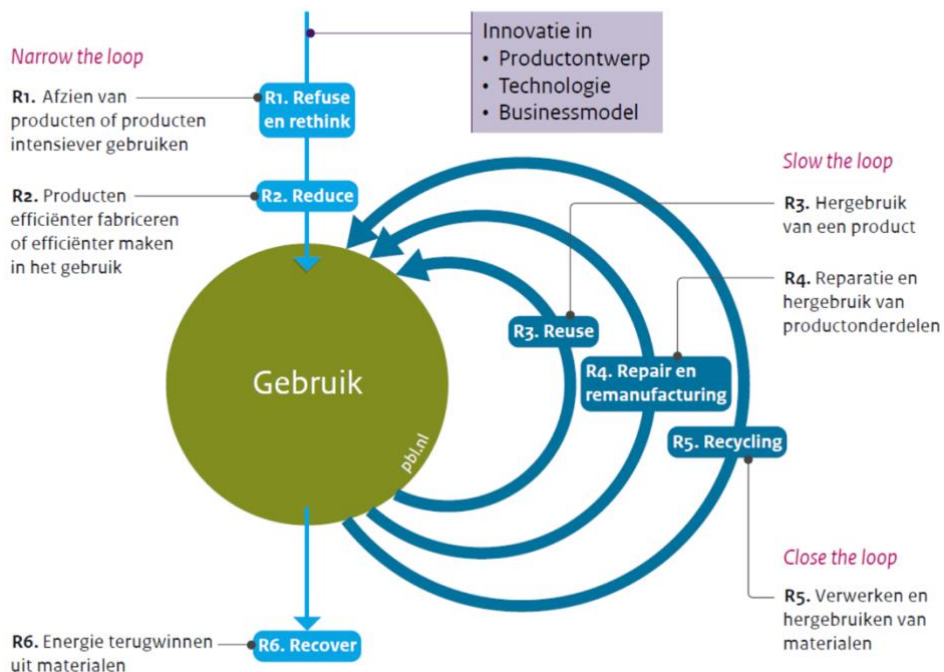 Innovatie in
• Productontwerp
• Technologie
• Businessmodel
Narrow the loop
R1. Afzien van
producten of producten
intensiever gebruiken
R1. Refuse
en rethink
R2. Producten
efficiënter fabriceren
of efficiënter maken
in het gebruik
R2. Reduce
Slow the loop
R3. Hergebruik
van een product
R4. Reparatie en
hergebruik van
productonderdelen
R3. Reuse
R4. Repair en
remanufacturing
R5. Recycling
Gebruik
pbl.nl
Close the loop
R5. Verwerken en
hergebruiken van
materialen
R6. Energie terugwinnen
uit materialen
R6. Recover